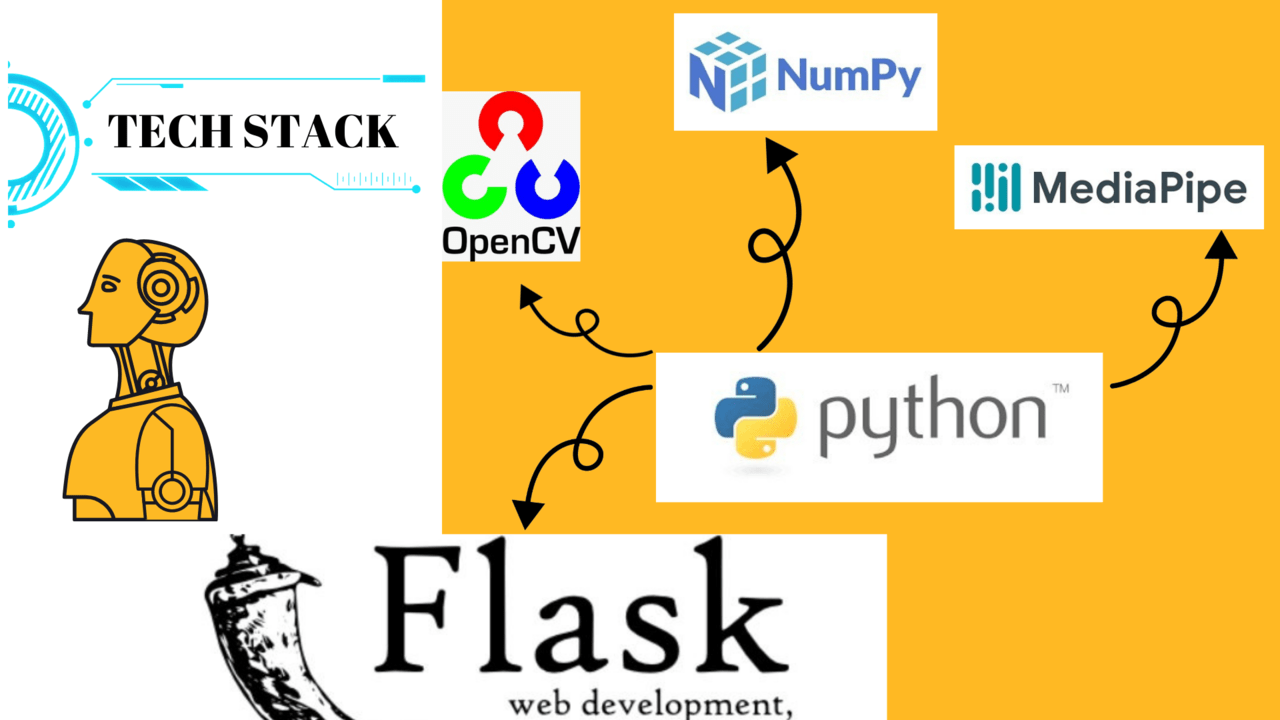 TECH STACK
NumPy
OpenCV
MediaPipe
python™
Flask
web development,